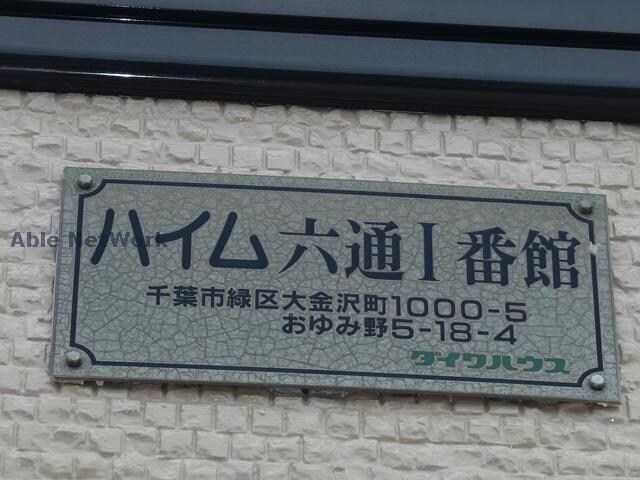 ハイム六通Ⅰ番館
千葉市緑区大金沢町1000-5
おゆみ野5-18-4
ダイワハウス
Able NetWork